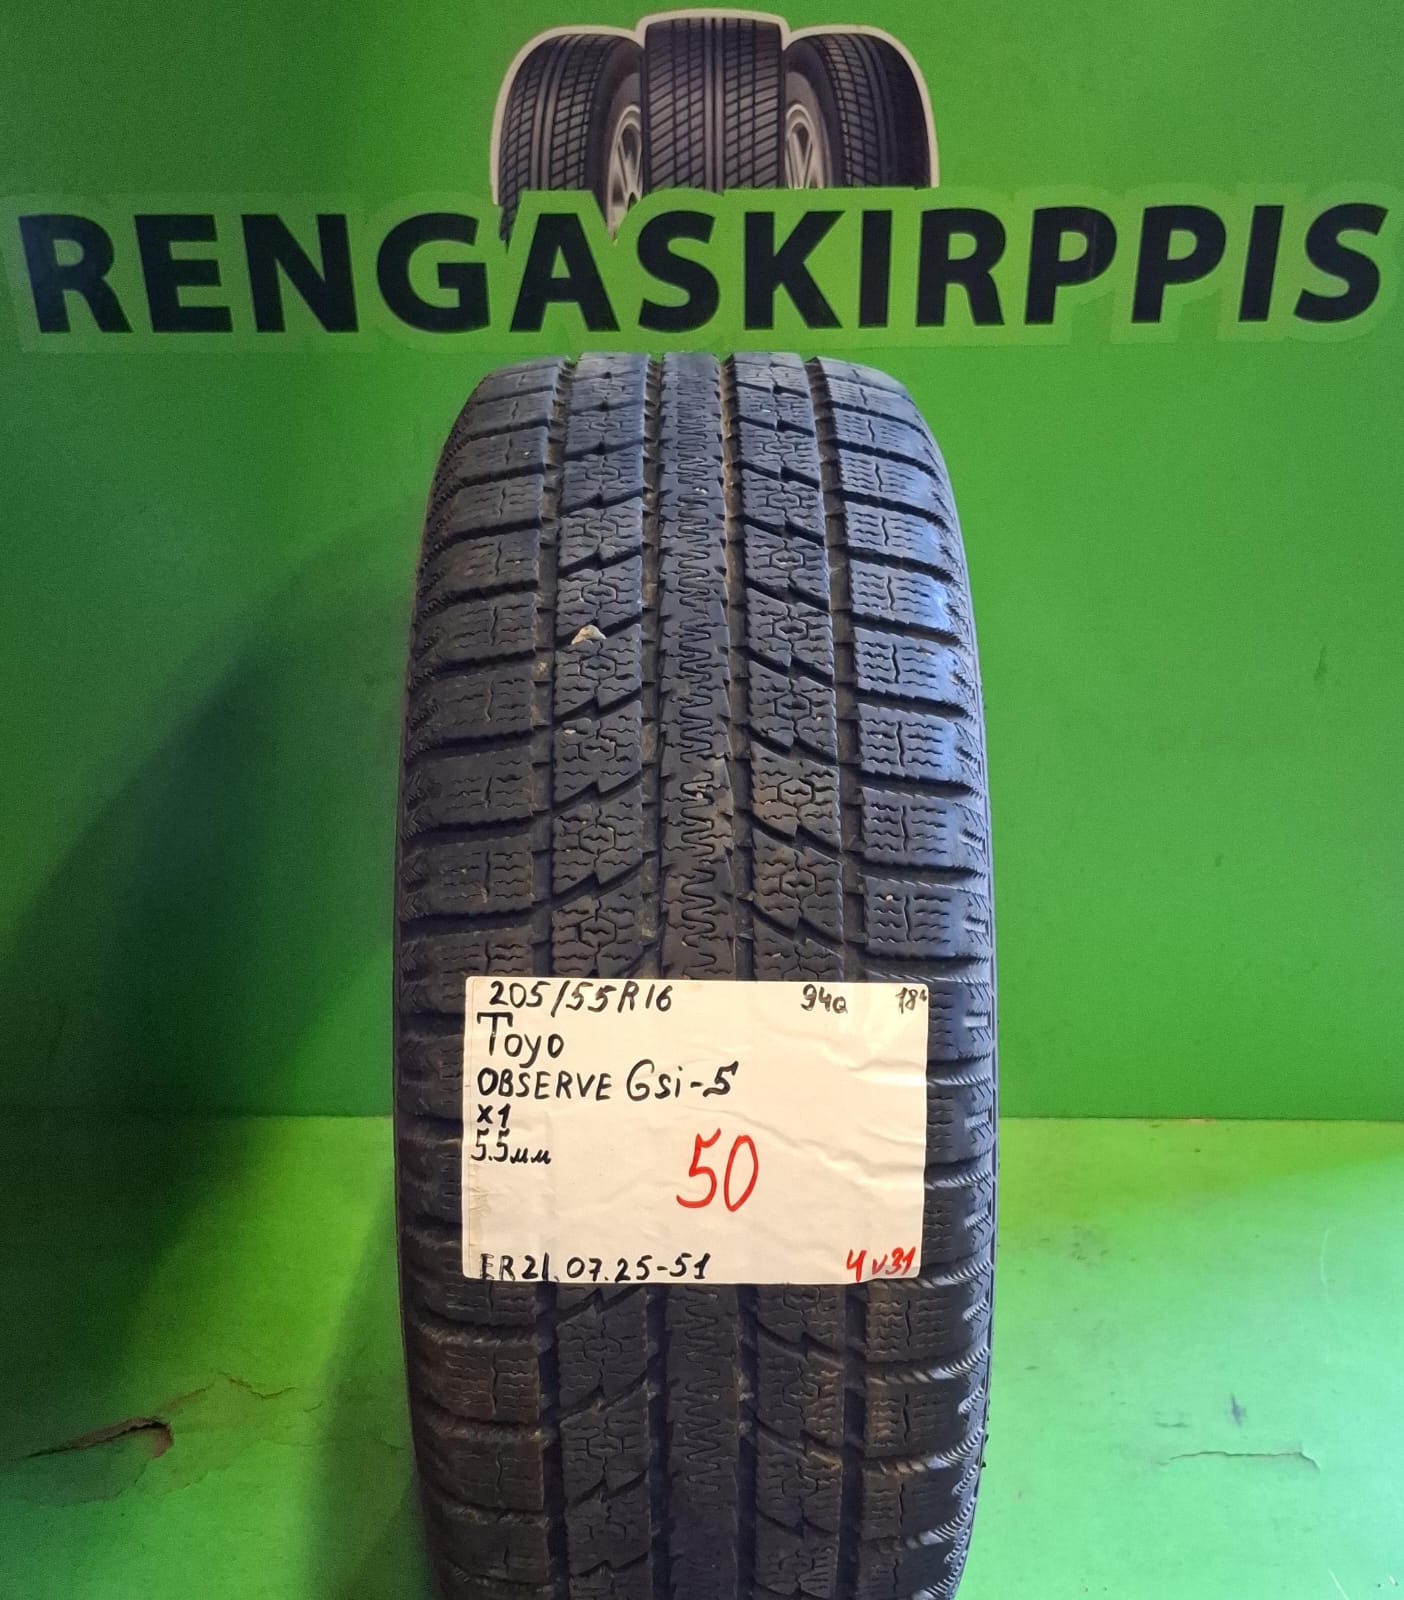 RENGASKIRPPIS
205/55R16 94Q
Toyo
OBSERVE Gsi-5
x1
5.5мм
50
ER21.07.25-51 4v31